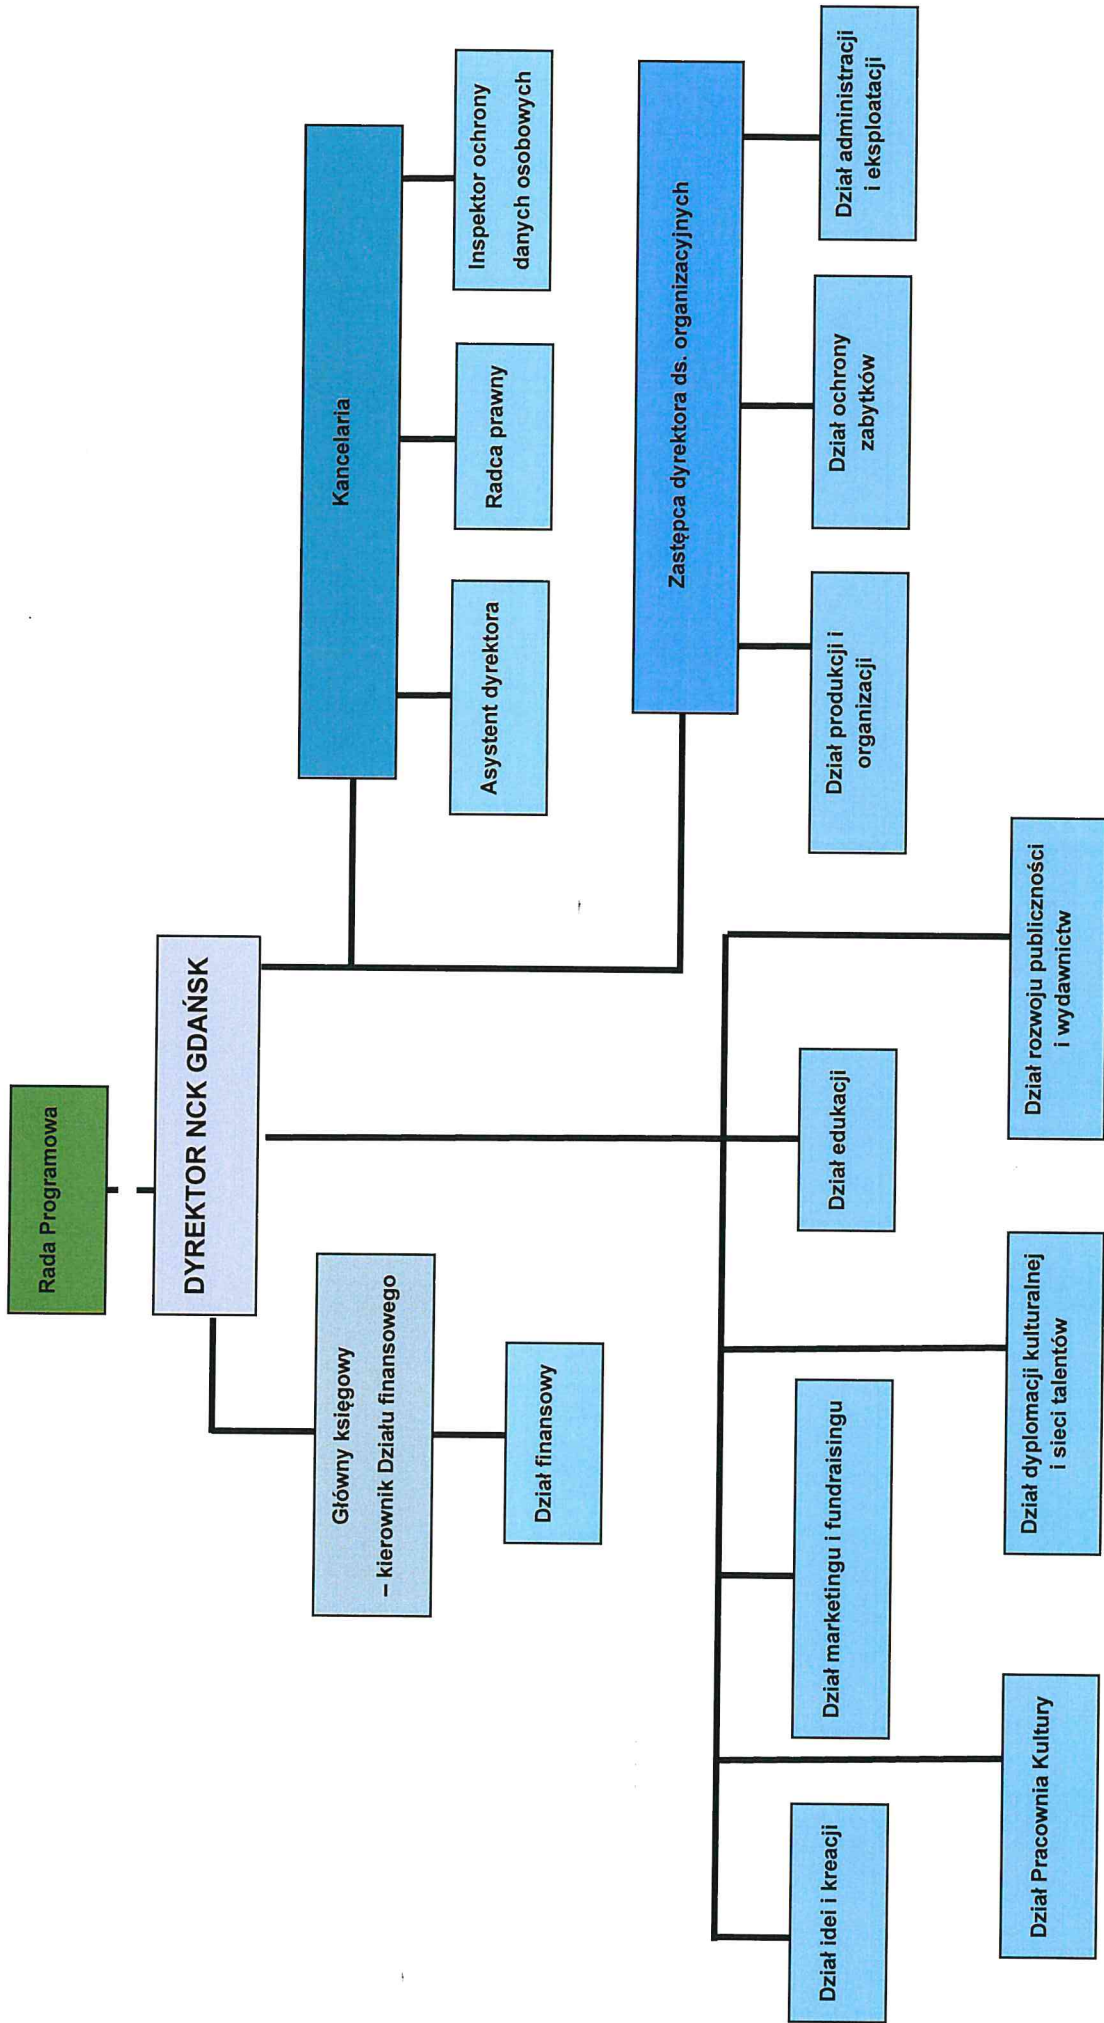 Rada Programowa
DYREKTOR NCK GDAŃSK
Główny księgowy
– kierownik Działu finansowego
Dział finansowy
Kancelaria
Asystent dyrektora
Radca prawny
Inspektor ochrony
danych osobowych
Zastępca dyrektora ds. organizacyjnych
Dział produkcji i
organizacji
Dział ochrony
zabytków
Dział administracji
i eksploatacji
Dział idei i kreacji
Dział marketingu i fundraisingu
Dział edukacji
Dział Pracownia Kultury
Dział dyplomacji kulturalnej
i sieci talentów
Dział rozwoju publiczności
i wydawnictw